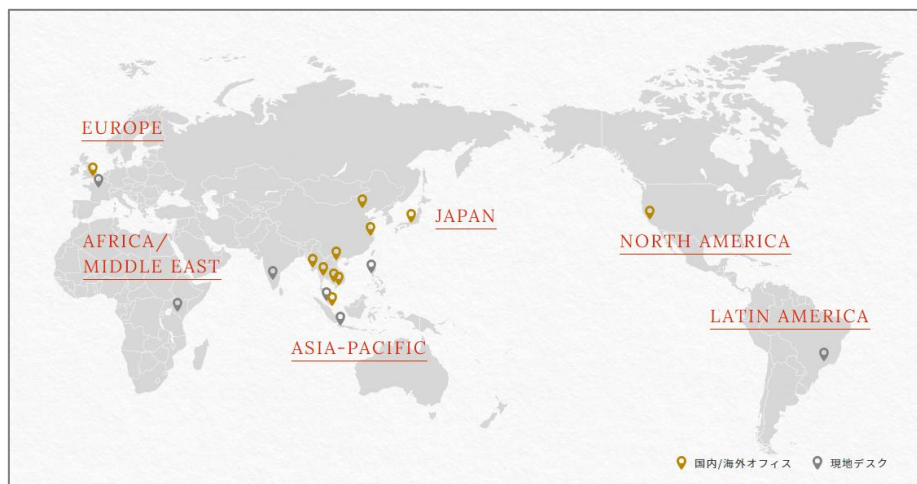 EUROPE
JAPAN
AFRICA/
MIDDLE EAST
NORTH AMERICA
LATIN AMERICA
ASIA-PACIFIC
国内/海外オフィス
現地デスク